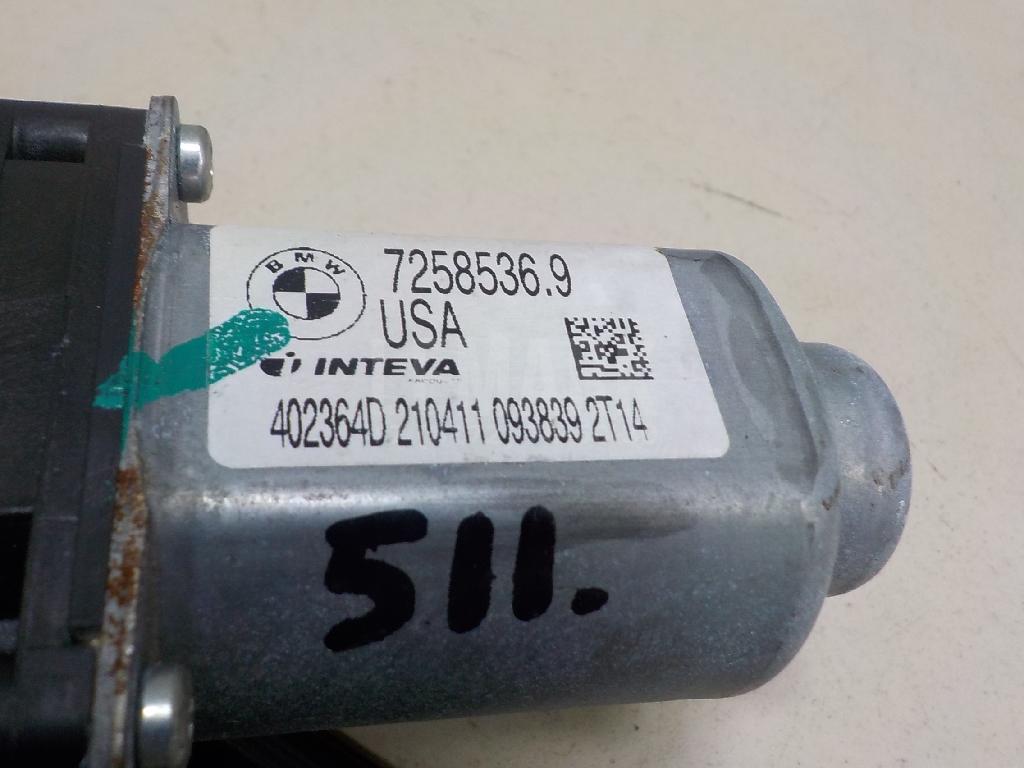 BMW
7258536.9
USA
INTEVA
402364D 210411 093839 2T14
511.